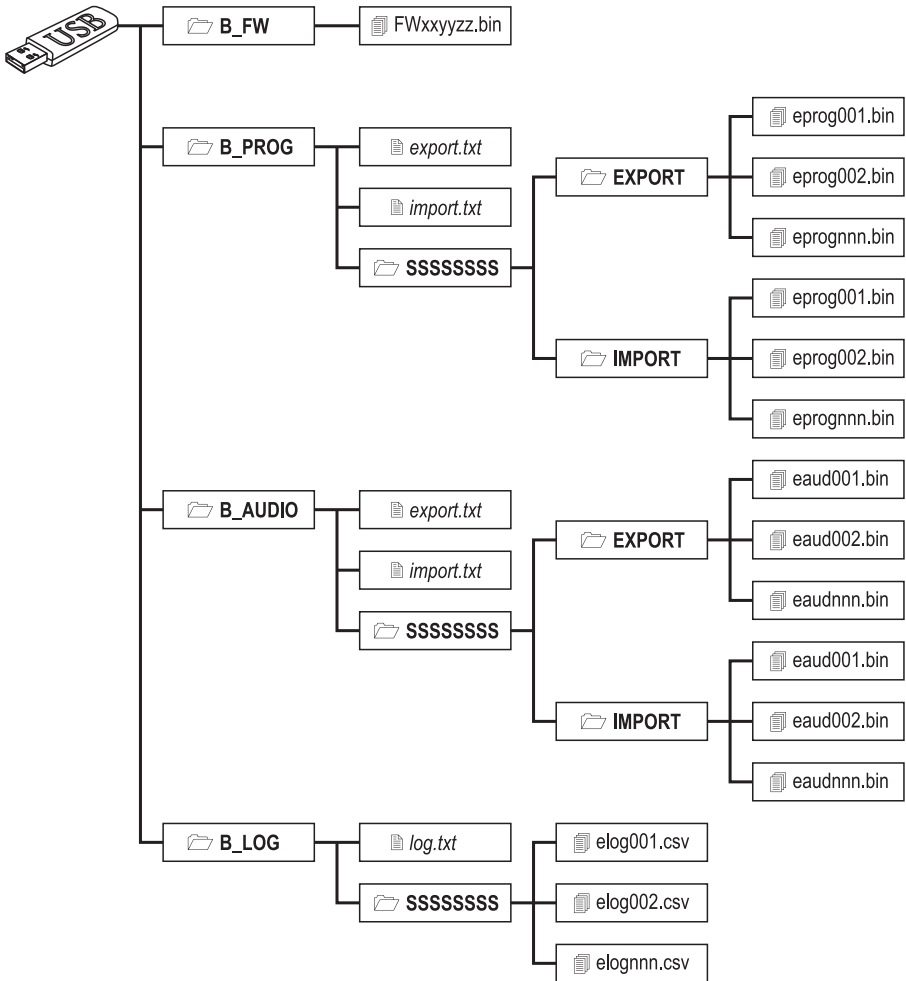 USB
B_FW
FWxxyyzz.bin
B_PROG
export.txt
import.txt
SSSSSSSS
EXPORT
eprog001.bin
eprog002.bin
eprognnn.bin
IMPORT
eprog001.bin
eprog002.bin
eprognnn.bin
B_AUDIO
export.txt
import.txt
SSSSSSSS
EXPORT
eaud001.bin
eaud002.bin
eaudnnn.bin
IMPORT
eaud001.bin
eaud002.bin
eaudnnn.bin
B_LOG
log.txt
SSSSSSSS
elog001.csv
elog002.csv
elognnn.csv